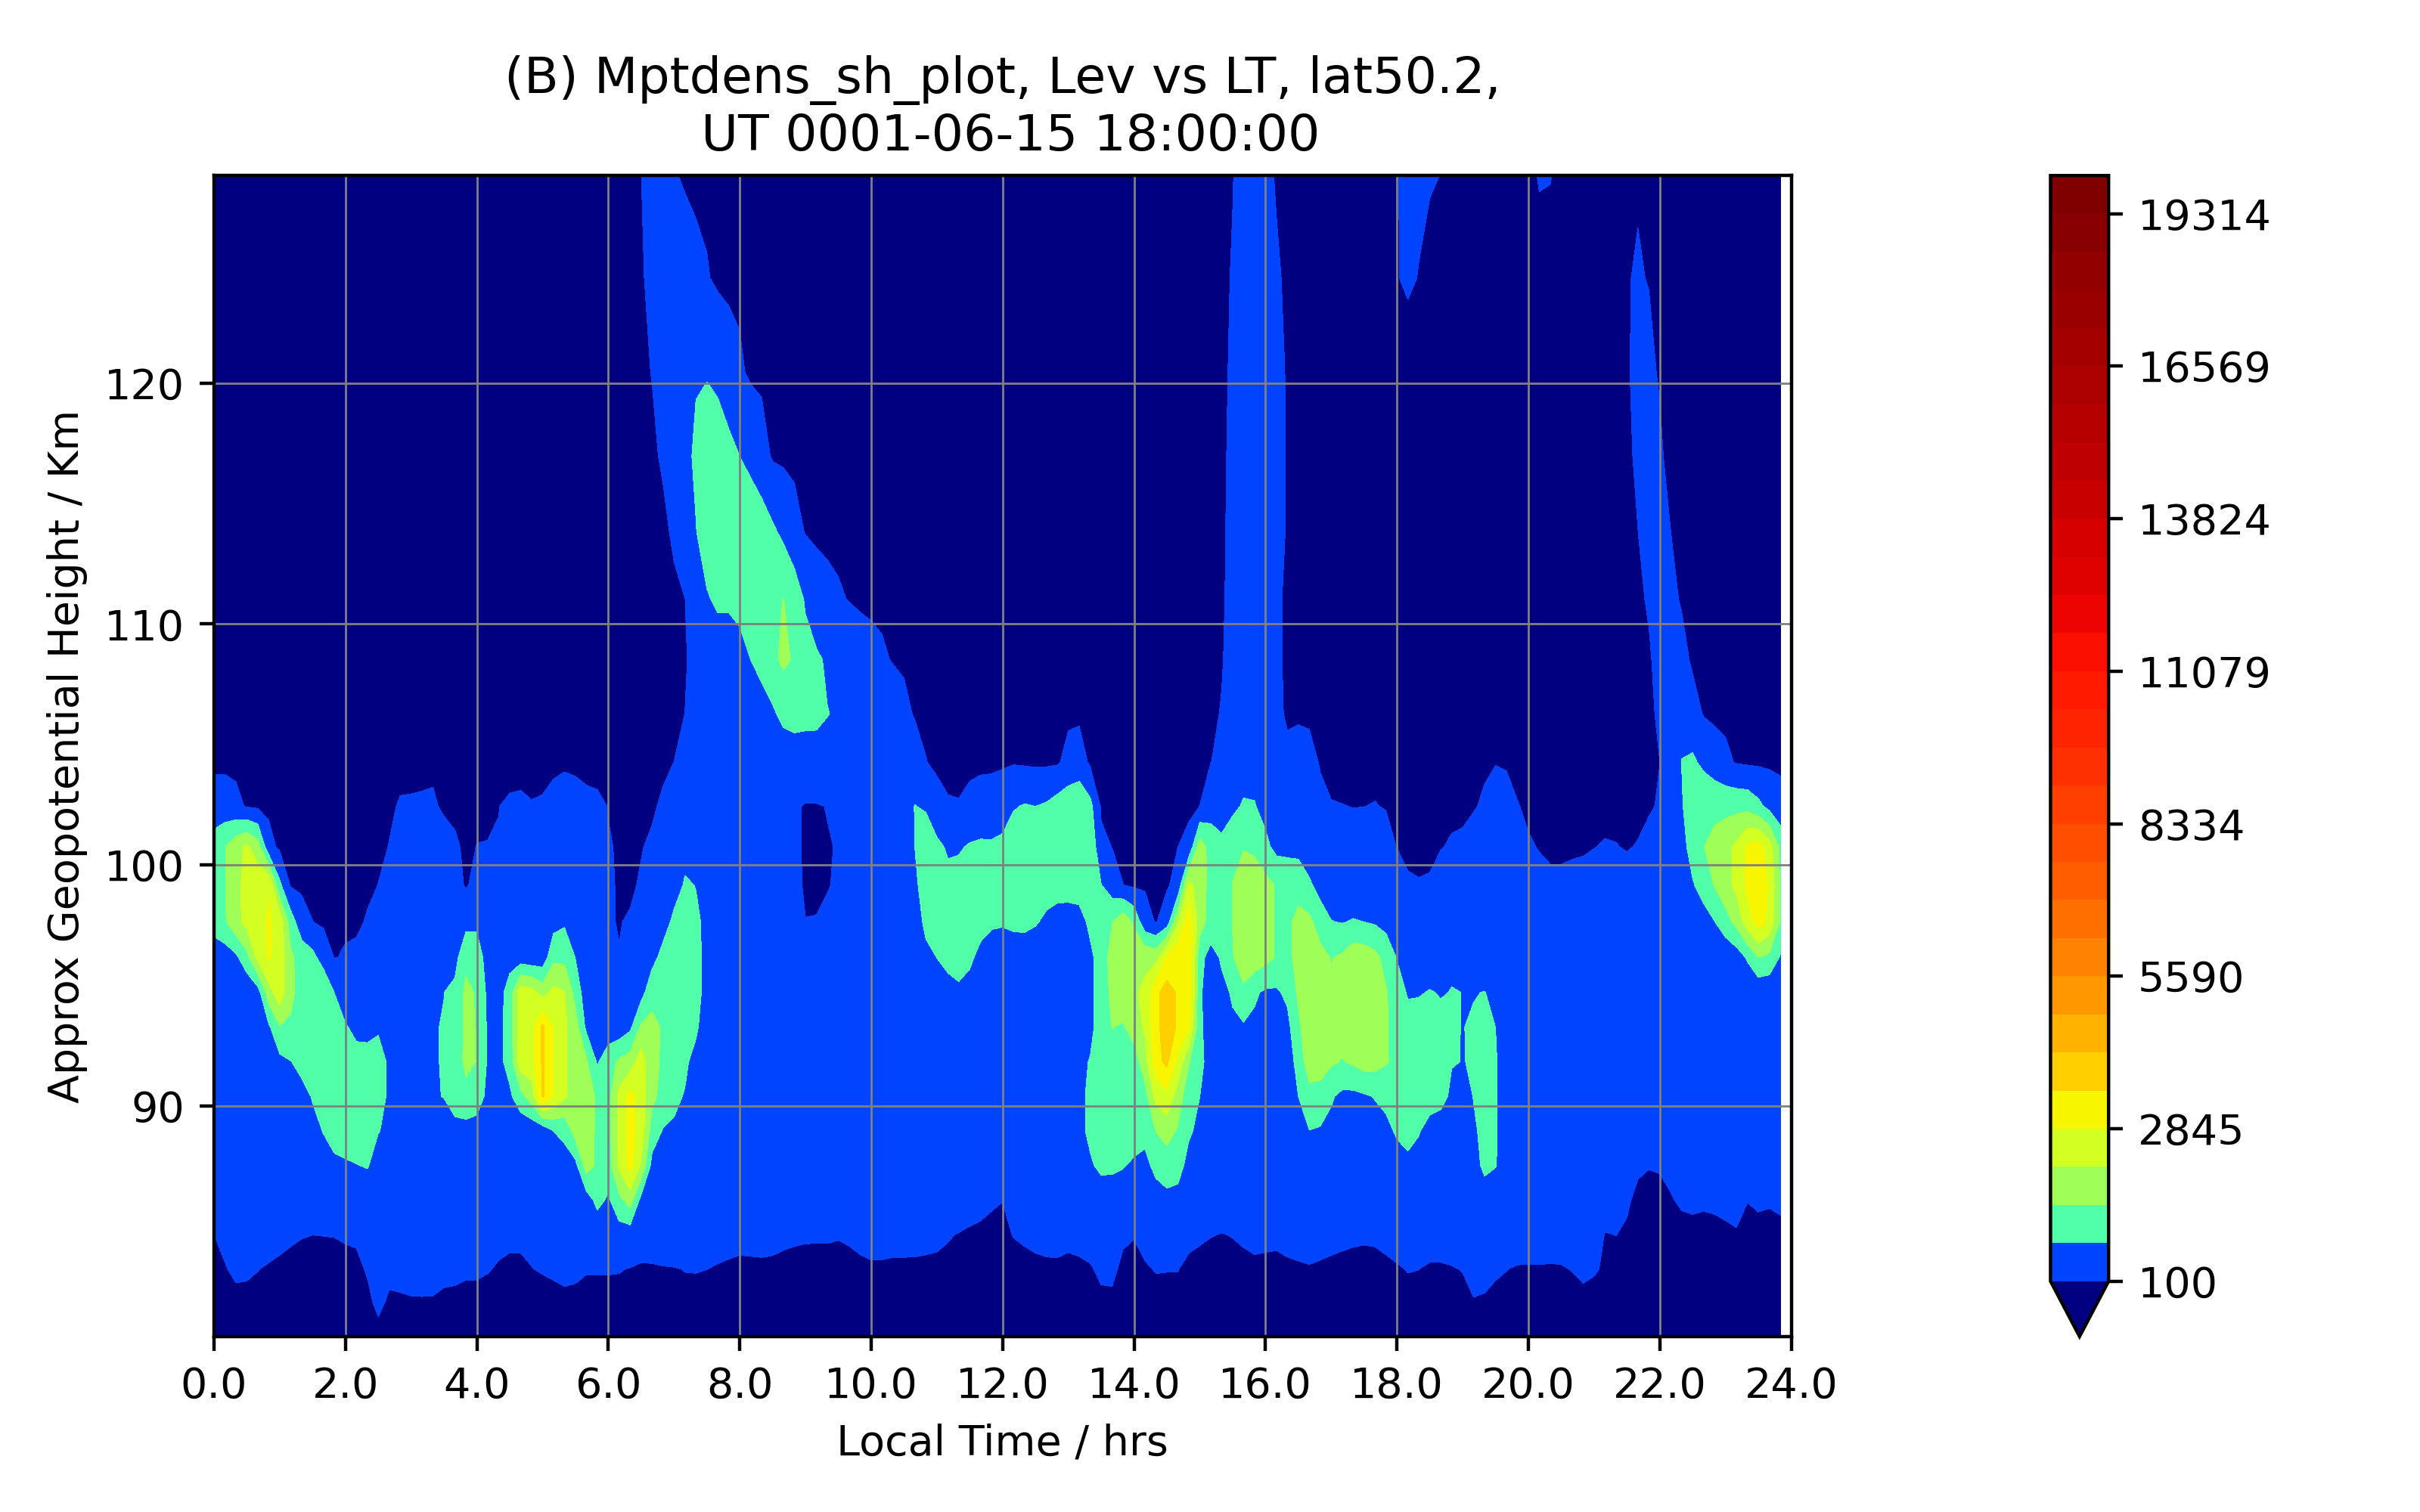 (B) Mptdens_sh_plot, Lev vs LT, lat50.2,
UT 0001-06-15 18:00:00
Approx Geopotential Height / Km
120
110
100
90
0.0 2.0 4.0 6.0 8.0 10.0 12.0 14.0 16.0 18.0 20.0 22.0 24.0
Local Time / hrs
19314
16569
13824
11079
8334
5590
2845
100